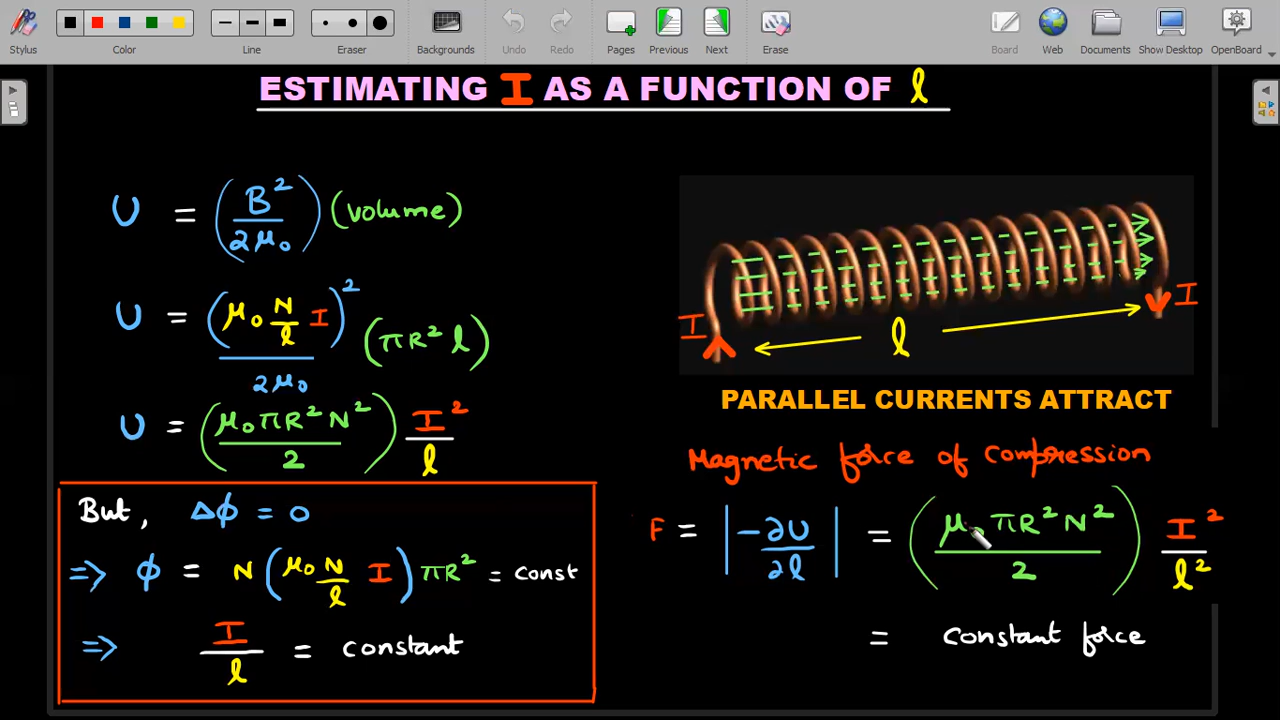 Stylus
Color
Line
Eraser
Backgrounds
Undo
Redo
Pages
Previous
Next
Erase
Board
Web
Documents
Show Desktop
OpenBoard
ESTIMATING I AS A FUNCTION OF l
U = (B²/2μ₀) (volume)
U = (μ₀ N/l I)²/2μ₀ (πR² l)
U = (μ₀πR²N²/2) I²/l
But, Δϕ = 0
⇒ ϕ = N (μ₀ N/l I) πR² = const
⇒ I/l = constant
I
I
l
PARALLEL CURRENTS ATTRACT
Magnetic force of compression
F = |-∂U/∂l| = (μ₀πR²N²/2) I²/l²
= constant force